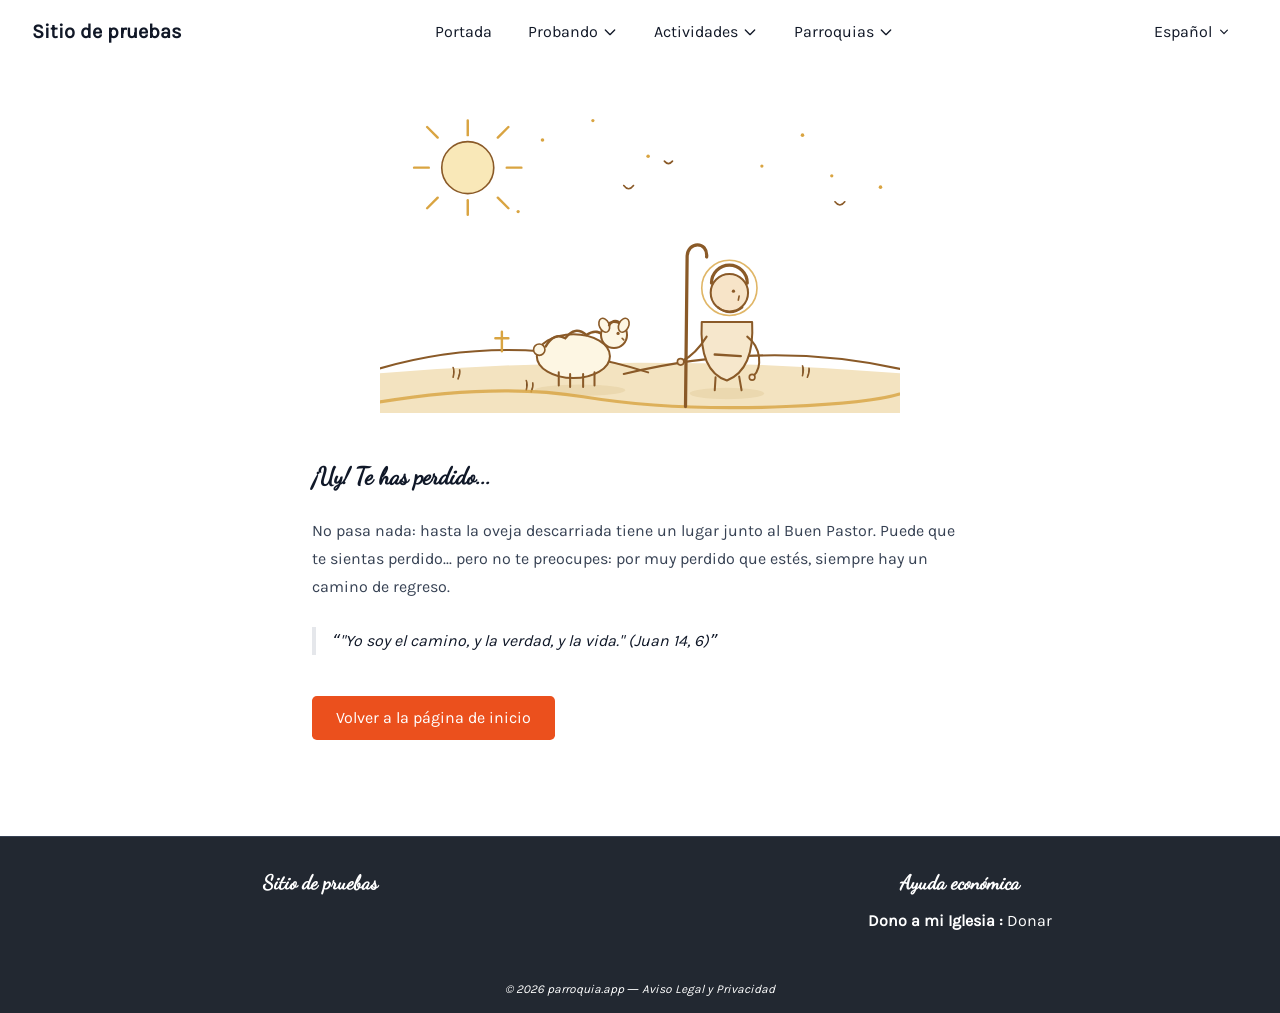 Sitio de pruebas
Portada
Probando
Actividades
Parroquias
Español
¡Uy! Te has perdido...
No pasa nada: hasta la oveja descarriada tiene un lugar junto al Buen Pastor. Puede que
te sientas perdido... pero no te preocupes: por muy perdido que estés, siempre hay un
camino de regreso.
“"Yo soy el camino, y la verdad, y la vida." (Juan 14, 6)”
Volver a la página de inicio
Sitio de pruebas
Ayuda económica
Dono a mi Iglesia : Donar
© 2026 parroquia.app — Aviso Legal y Privacidad